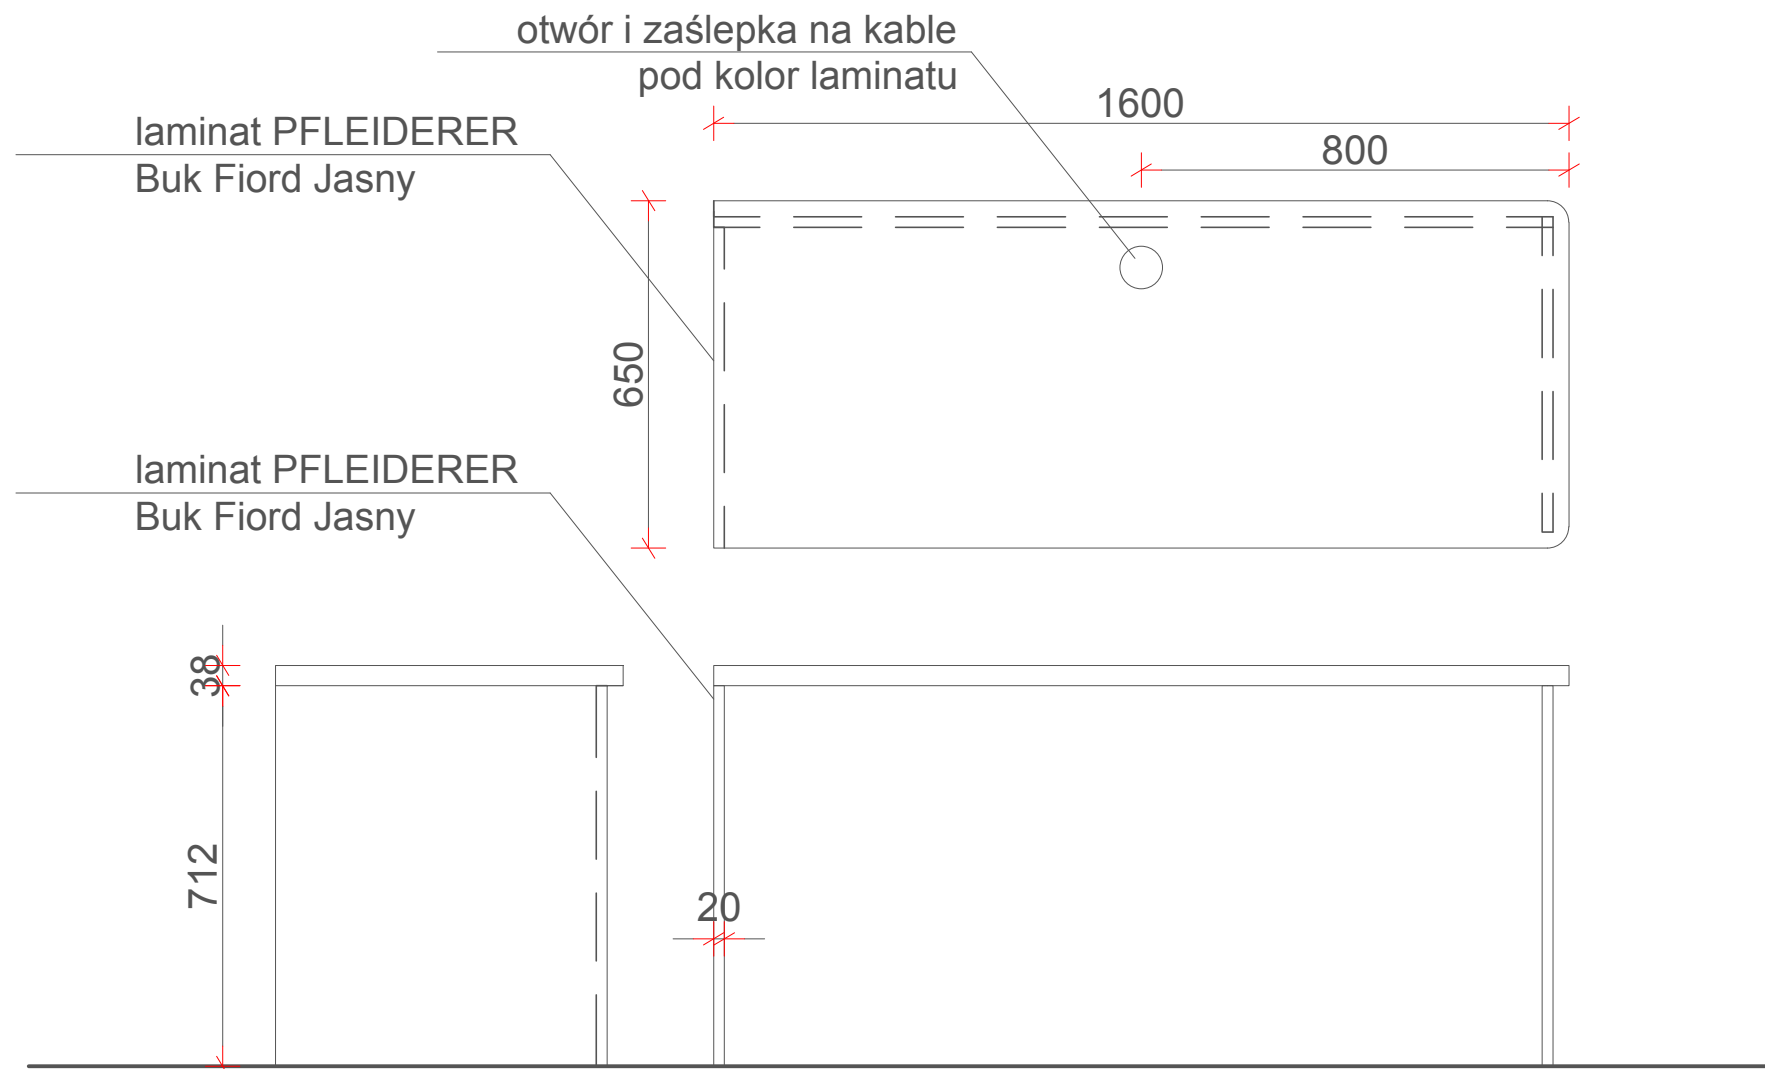 otwór i zaślepka na kable
pod kolor laminatu
1600
800
laminat PFLEIDERER
Buk Fiord Jasny
650
laminat PFLEIDERER
Buk Fiord Jasny
38
712
20